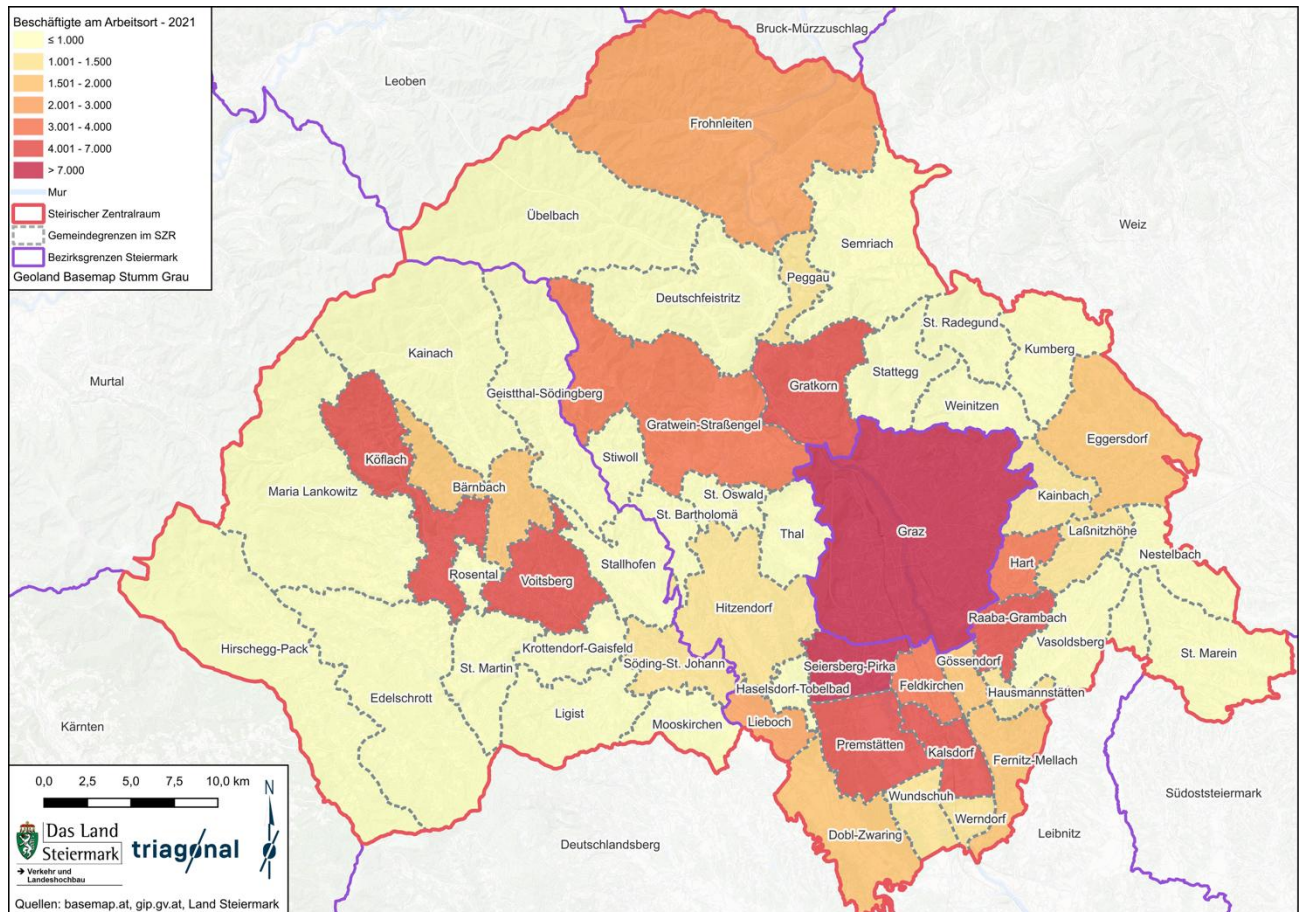 Beschäftigte am Arbeitsort - 2021
≤ 1.000
1.001 - 1.500
1.501 - 2.000
2.001 - 3.000
3.001 - 4.000
4.001 - 7.000
> 7.000
Mur
Steirischer Zentralraum
Gemeindegrenzen im SZR
Bezirksgrenzen Steiermark
Geoland Basemap Stumm Grau
Bruck-Mürzzuschlag
Leoben
Frohnleiten
Übelbach
Semriach
Weiz
Peggau
Deutschfeistritz
St. Radegund
Kumberg
Kainach
Stattegg
Murtal
Geistthal-Södingberg
Gratkorn
Weinitzen
Gratwein-Straßengel
Eggersdorf
Stiwoll
Köflach
Bärnbach
Maria Lankowitz
St. Oswald
Kainbach
St. Bartholomä
Thal
Graz
Laßnitzhöhe
Nestelbach
Hart
Stallhofen
Rosental
Voitsberg
Hitzendorf
Raaba-Grambach
Vasoldsberg
Hirschegg-Pack
Krottendorf-Gaisfeld
St. Marein
St. Martin
Söding-St. Johann
Seiersberg-Pirka
Gössendorf
Feldkirchen
Haselsdorf-Tobelbad
Hausmannstätten
Edelschrott
Ligist
Mooskirchen
Lieboch
Kärnten
Premstätten
Kalsdorf
Fernitz-Mellach
Südoststeiermark
Wundschuh
Werndorf
Dobl-Zwaring
Leibnitz
Deutschlandsberg
0,0 2,5 5,0 7,5 10,0 km
N
Das Land
Steiermark
→ Verkehr und
Landeshochbau
triagonal
Quellen: basemap.at, gip.gv.at, Land Steiermark